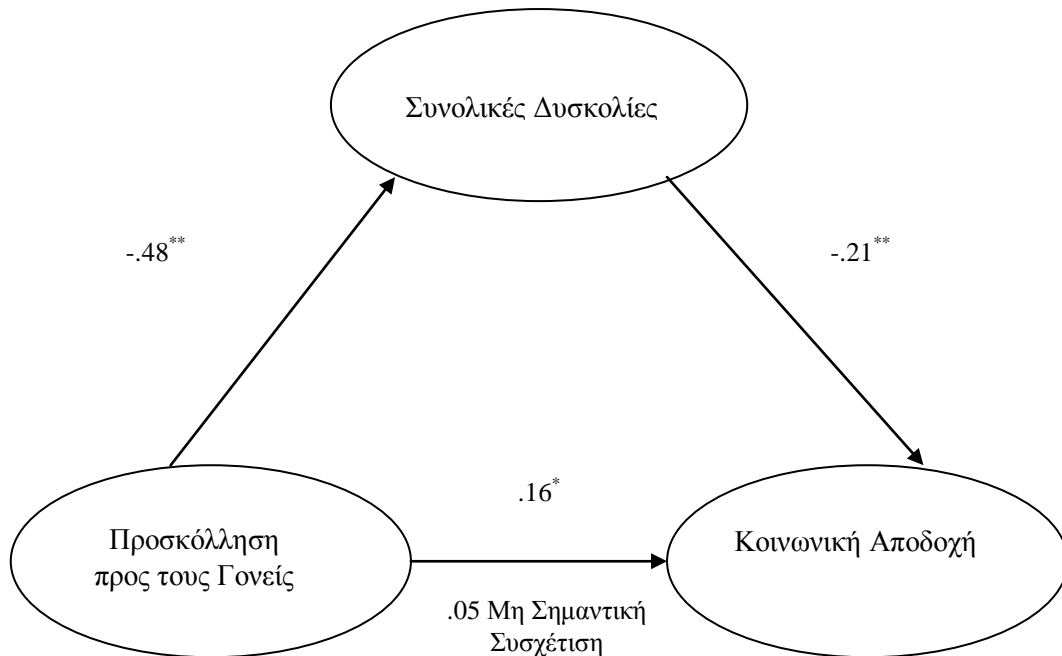 Συνολικές Δυσκολίες
-.48**
-.21**
.16*
Προσκόλληση
προς τους Γονείς
Κοινωνική Αποδοχή
.05 Μη Σημαντική
Συσχέτιση